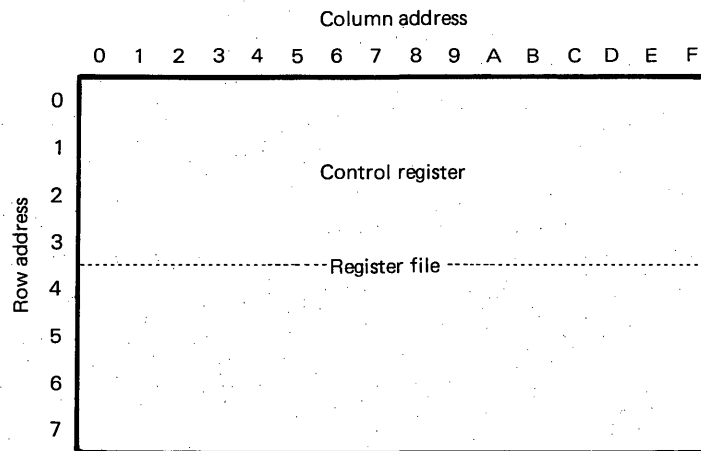 Column address
0 1 2 3 4 5 6 7 8 9 A B C D E F
0
1
Control register
2
3
Register file
4
5
6
7
Row address